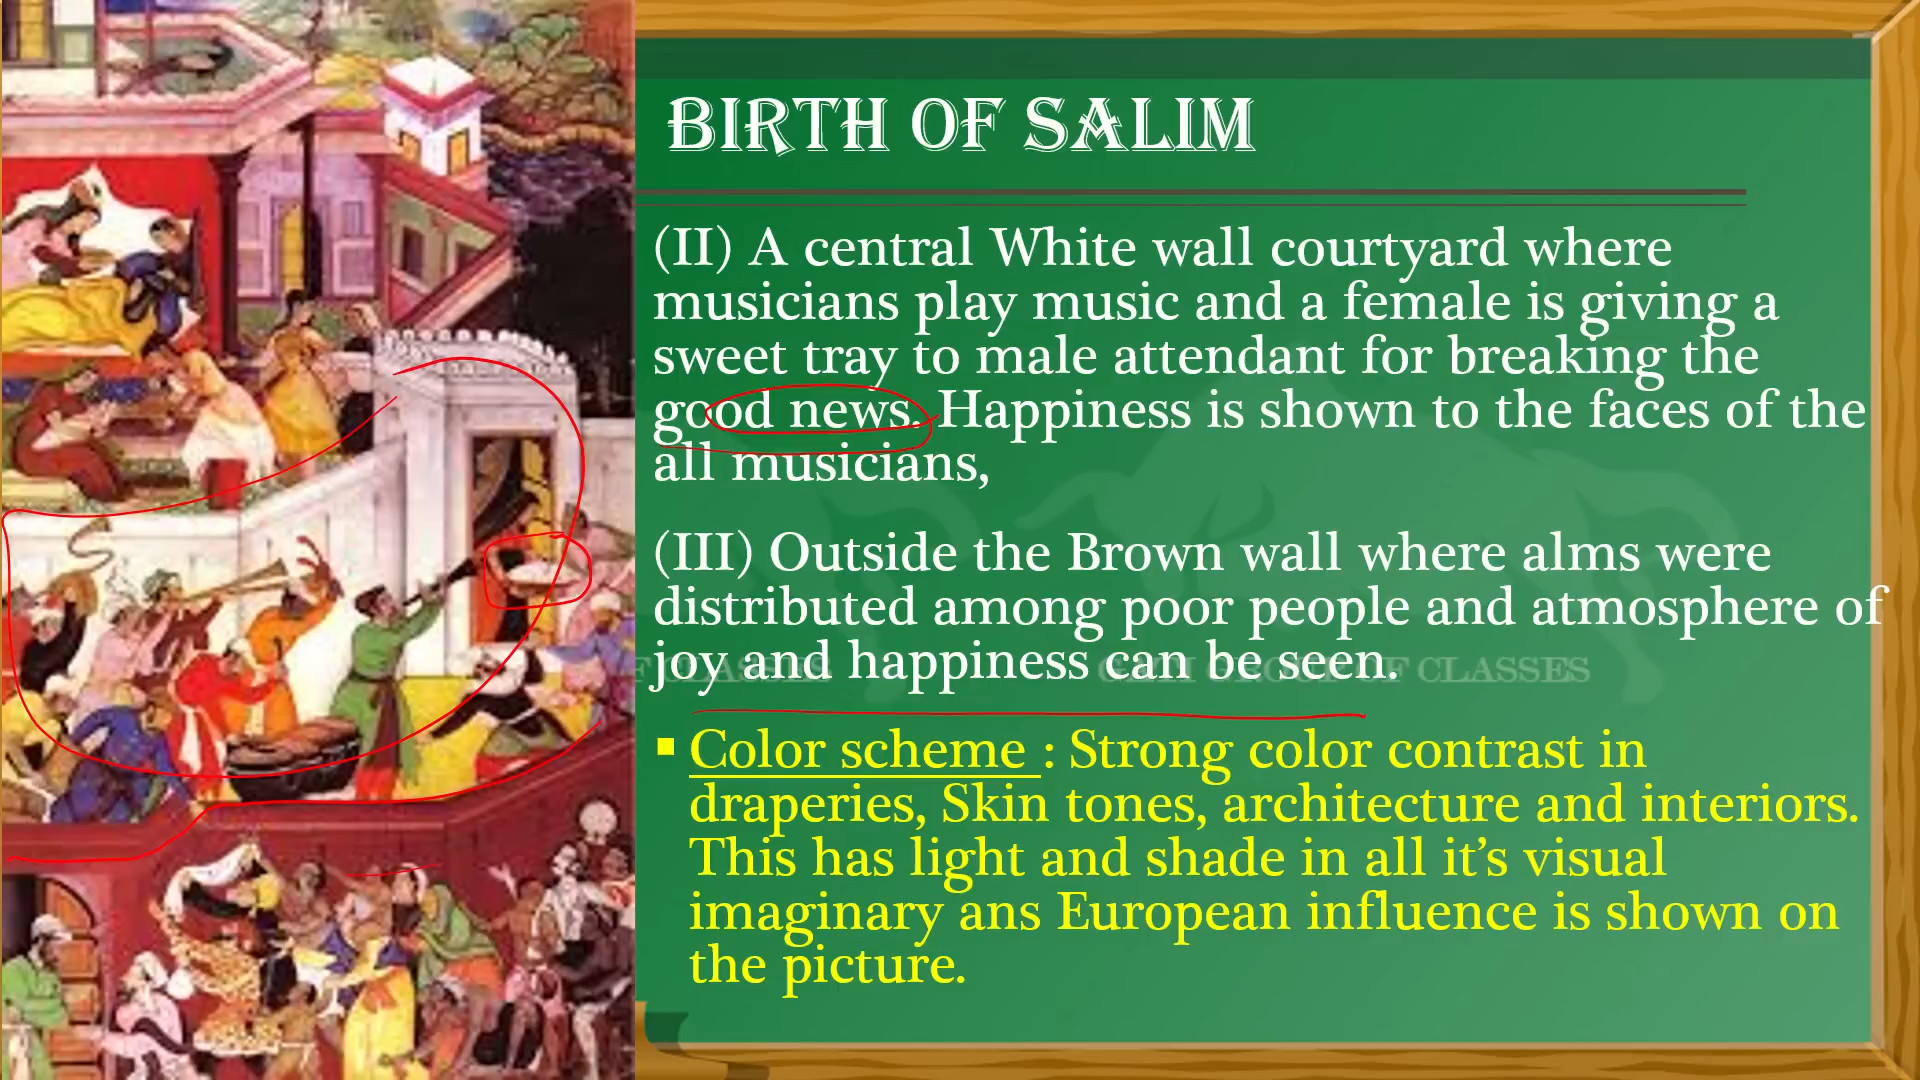 BIRTH OF SALIM
(II) A central White wall courtyard where
musicians play music and a female is giving a
sweet tray to male attendant for breaking the
good news. Happiness is shown to the faces of the
all musicians,
(III) Outside the Brown wall where alms were
distributed among poor people and atmosphere of
joy and happiness can be seen.
F CLASSES
GROUP OF CLASSES
▪ Color scheme : Strong color contrast in
draperies, Skin tones, architecture and interiors.
This has light and shade in all it's visual
imaginary ans European influence is shown on
the picture.